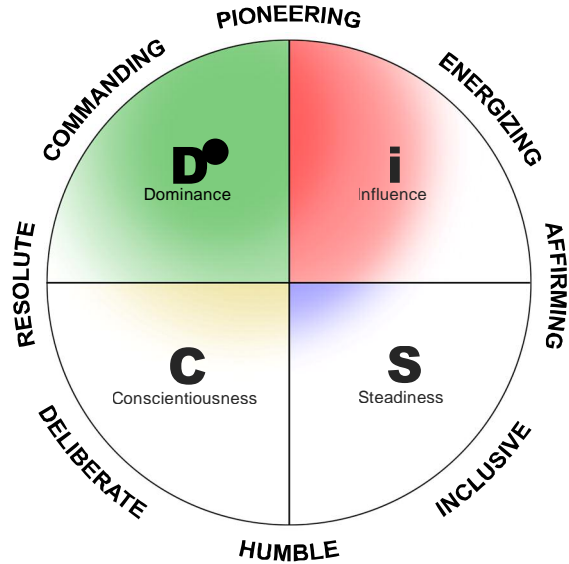 PIONEERING
COMMANDING
ENERGIZING
D
Dominance
i
Influence
RESOLUTE
AFFIRMING
C
Conscientiousness
S
Steadiness
DELIBERATE
INCLUSIVE
HUMBLE